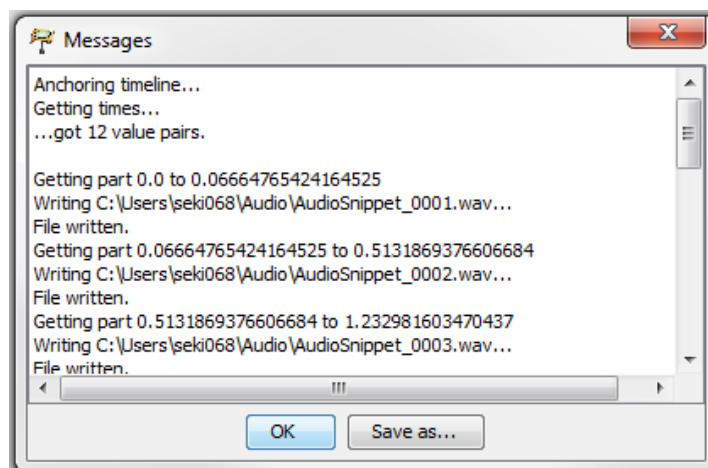 Messages
Anchoring timeline...
Getting times...
...got 12 value pairs.
Getting part 0.0 to 0.06664765424164525
Writing C:\Users\seki068\Audio\AudioSnippet_0001.wav...
File written.
Getting part 0.06664765424164525 to 0.5131869376606684
Writing C:\Users\seki068\Audio\AudioSnippet_0002.wav...
File written.
Getting part 0.5131869376606684 to 1.232981603470437
Writing C:\Users\seki068\Audio\AudioSnippet_0003.wav...
File written.
OK Save as...